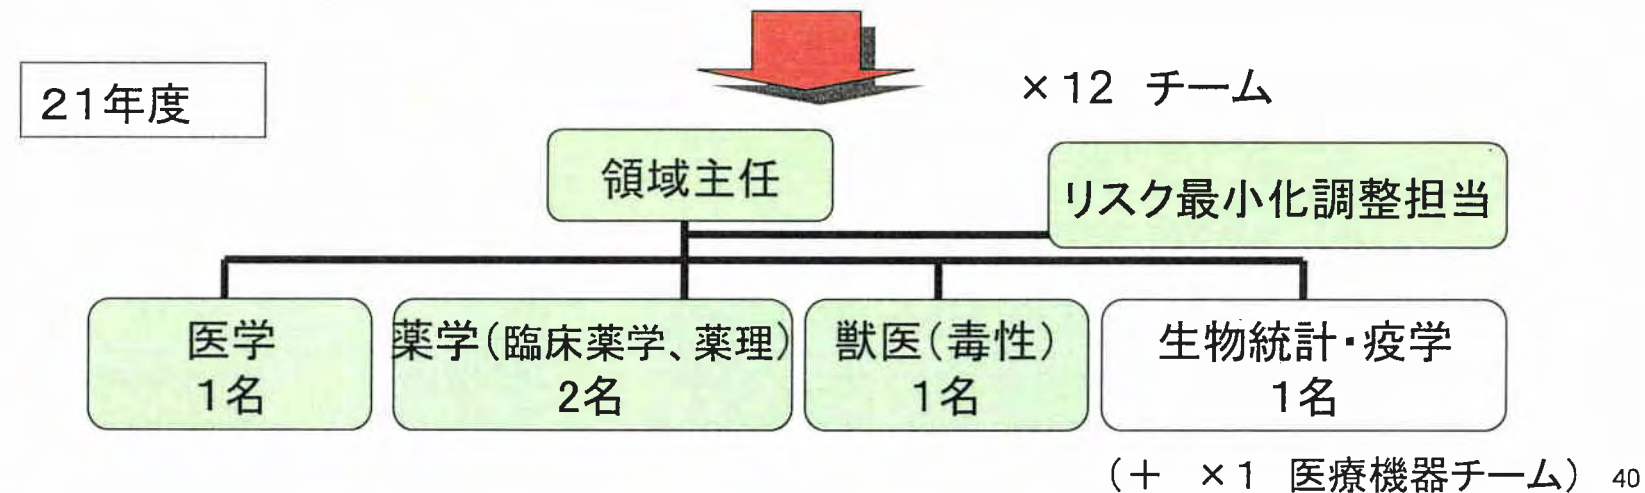 21年度
×12 チーム
領域主任
リスク最小化調整担当
医学
1名
薬学(臨床薬学、薬理)
2名
獣医(毒性)
1名
生物統計・疫学
1名
(+ ×1 医療機器チーム)
40